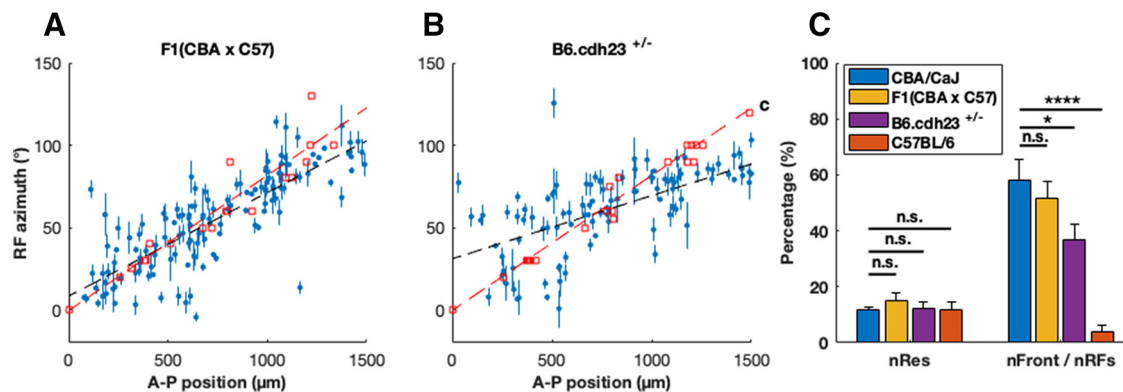 A
F1(CBA x C57)
150
100
50
0
RF azimuth (°)
0 500 1000 1500
A-P position (µm)
B
B6.cdh23 +/-
150
100
50
0
c
0 500 1000 1500
A-P position (µm)
C
100
80
60
40
20
0
Percentage (%)
CBA/CaJ
F1(CBA x C57)
B6.cdh23 +/-
C57BL/6
****
*
n.s.
n.s.
n.s.
n.s.
nRes nFront / nRFs